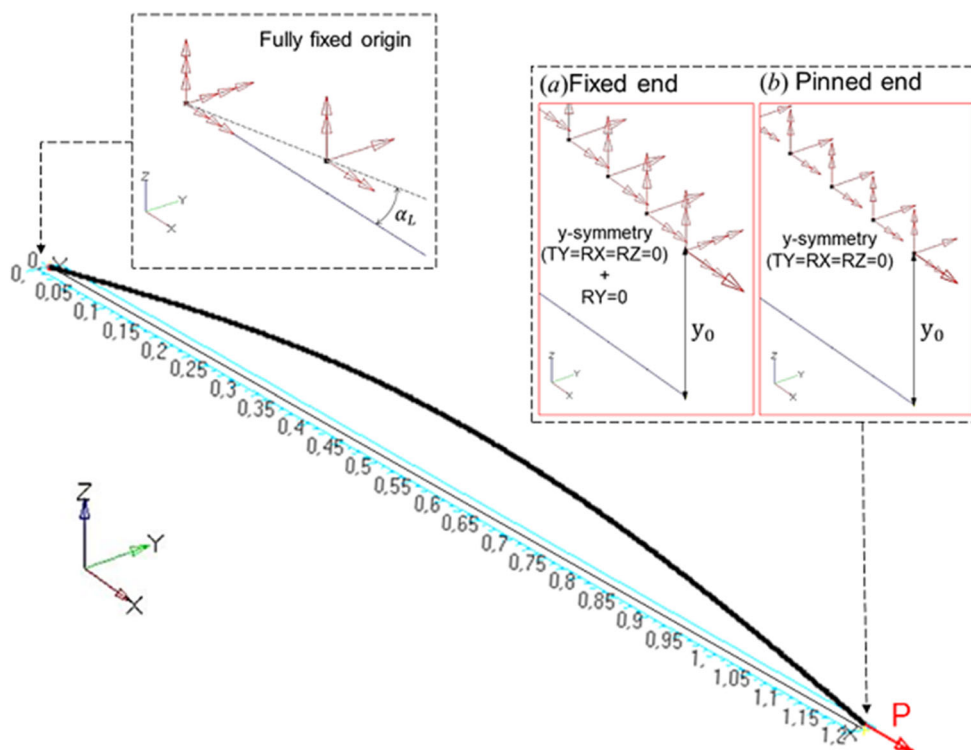 Fully fixed origin
Z
Y
X
α_L
(a)Fixed end
(b) Pinned end
y-symmetry
(TY=RX=RZ=0)
+
RY=0
y₀
Z
Y
X
y-symmetry
(TY=RX=RZ=0)
y₀
Z
Y
X
0,
0,
0,05
0,1
0,15
0,2
0,25
0,3
0,35
0,4
0,45
0,5
0,55
0,6
0,65
0,7
0,75
0,8
0,85
0,9
0,95
1,
1,05
1,1
1,15
1,2
X
X
P
Z
Y
X